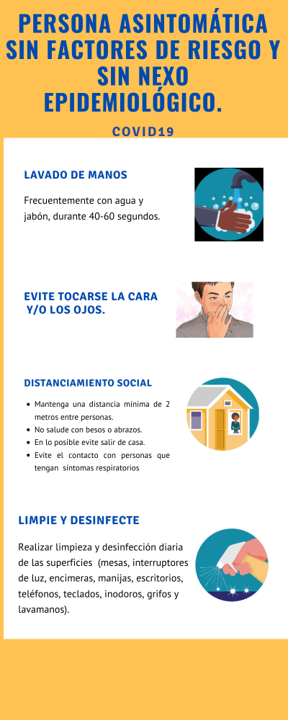 PERSONA ASINTOMÁTICA
SIN FACTORES DE RIESGO Y
SIN NEXO
EPIDEMIOLÓGICO.
COVID19
LAVADO DE MANOS
Frecuentemente con agua y
jabón, durante 40-60 segundos.
EVITE TOCARSE LA CARA
Y/O LOS OJOS.
DISTANCIAMIENTO SOCIAL
• Mantenga una distancia mínima de 2
metros entre personas.
• No salude con besos o abrazos.
• En lo posible evite salir de casa.
• Evite el contacto con personas que
tengan síntomas respiratorios
LIMPIE Y DESINFECTE
Realizar limpieza y desinfección diaria
de las superficies (mesas, interruptores
de luz, encimeras, manijas, escritorios,
teléfonos, teclados, inodoros, grifos y
lavamanos).